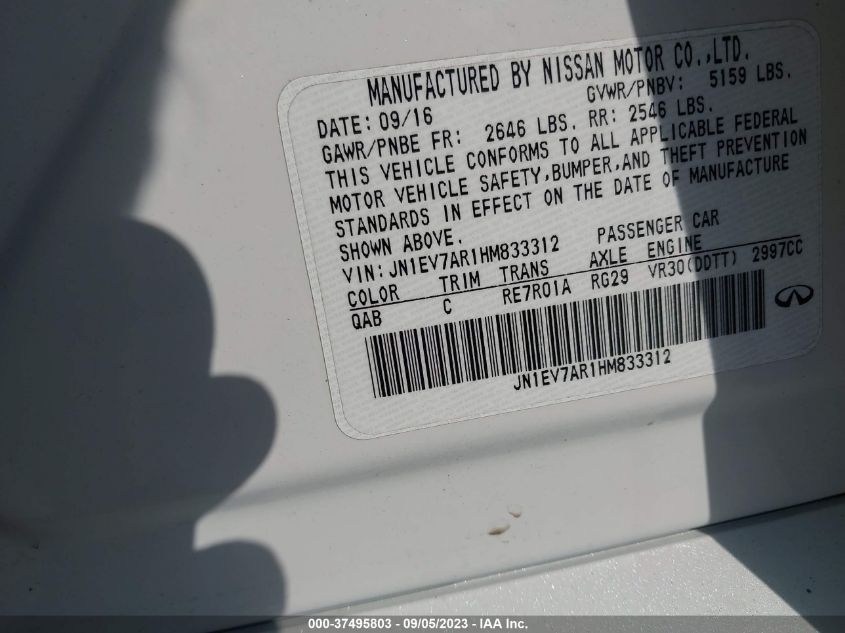 MANUFACTURED BY NISSAN MOTOR CO.,LTD.
DATE: 09/16 GVWR/PNBV: 5159 LBS.
GAWR/PNBE FR: 2646 LBS. RR: 2546 LBS.
THIS VEHICLE CONFORMS TO ALL APPLICABLE FEDERAL
MOTOR VEHICLE SAFETY,BUMPER,AND THEFT PREVENTION
STANDARDS IN EFFECT ON THE DATE OF MANUFACTURE
SHOWN ABOVE.
VIN: JN1EV7AR1HM833312 PASSENGER CAR
COLOR TRIM TRANS AXLE ENGINE
QAB C RE7R01A RG29 VR30(DDTT) 2997CC
JN1EV7AR1HM833312
000-37495803 - 09/05/2023 - IAA Inc.